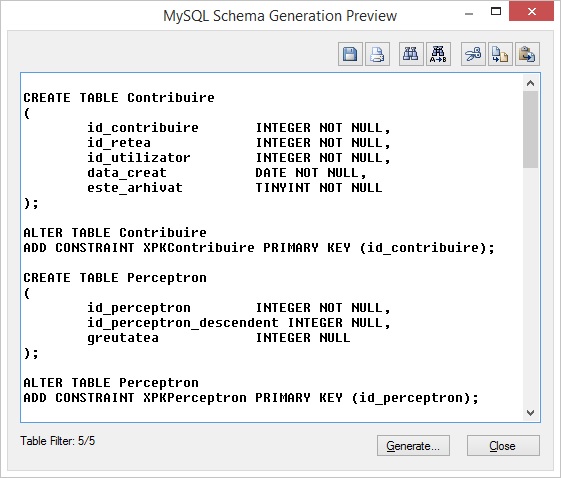 MySQL Schema Generation Preview
A→B
CREATE TABLE Contribuire
(
id_contribuire INTEGER NOT NULL,
id_retea INTEGER NOT NULL,
id_utilizator INTEGER NOT NULL,
data_creat DATE NOT NULL,
este_arhivat TINYINT NOT NULL
);
ALTER TABLE Contribuire
ADD CONSTRAINT XPKContribuire PRIMARY KEY (id_contribuire);
CREATE TABLE Perceptron
(
id_perceptron INTEGER NOT NULL,
id_perceptron_descendent INTEGER NULL,
greutatea INTEGER NULL
);
ALTER TABLE Perceptron
ADD CONSTRAINT XPKPerceptron PRIMARY KEY (id_perceptron);
Table Filter: 5/5
Generate... Close